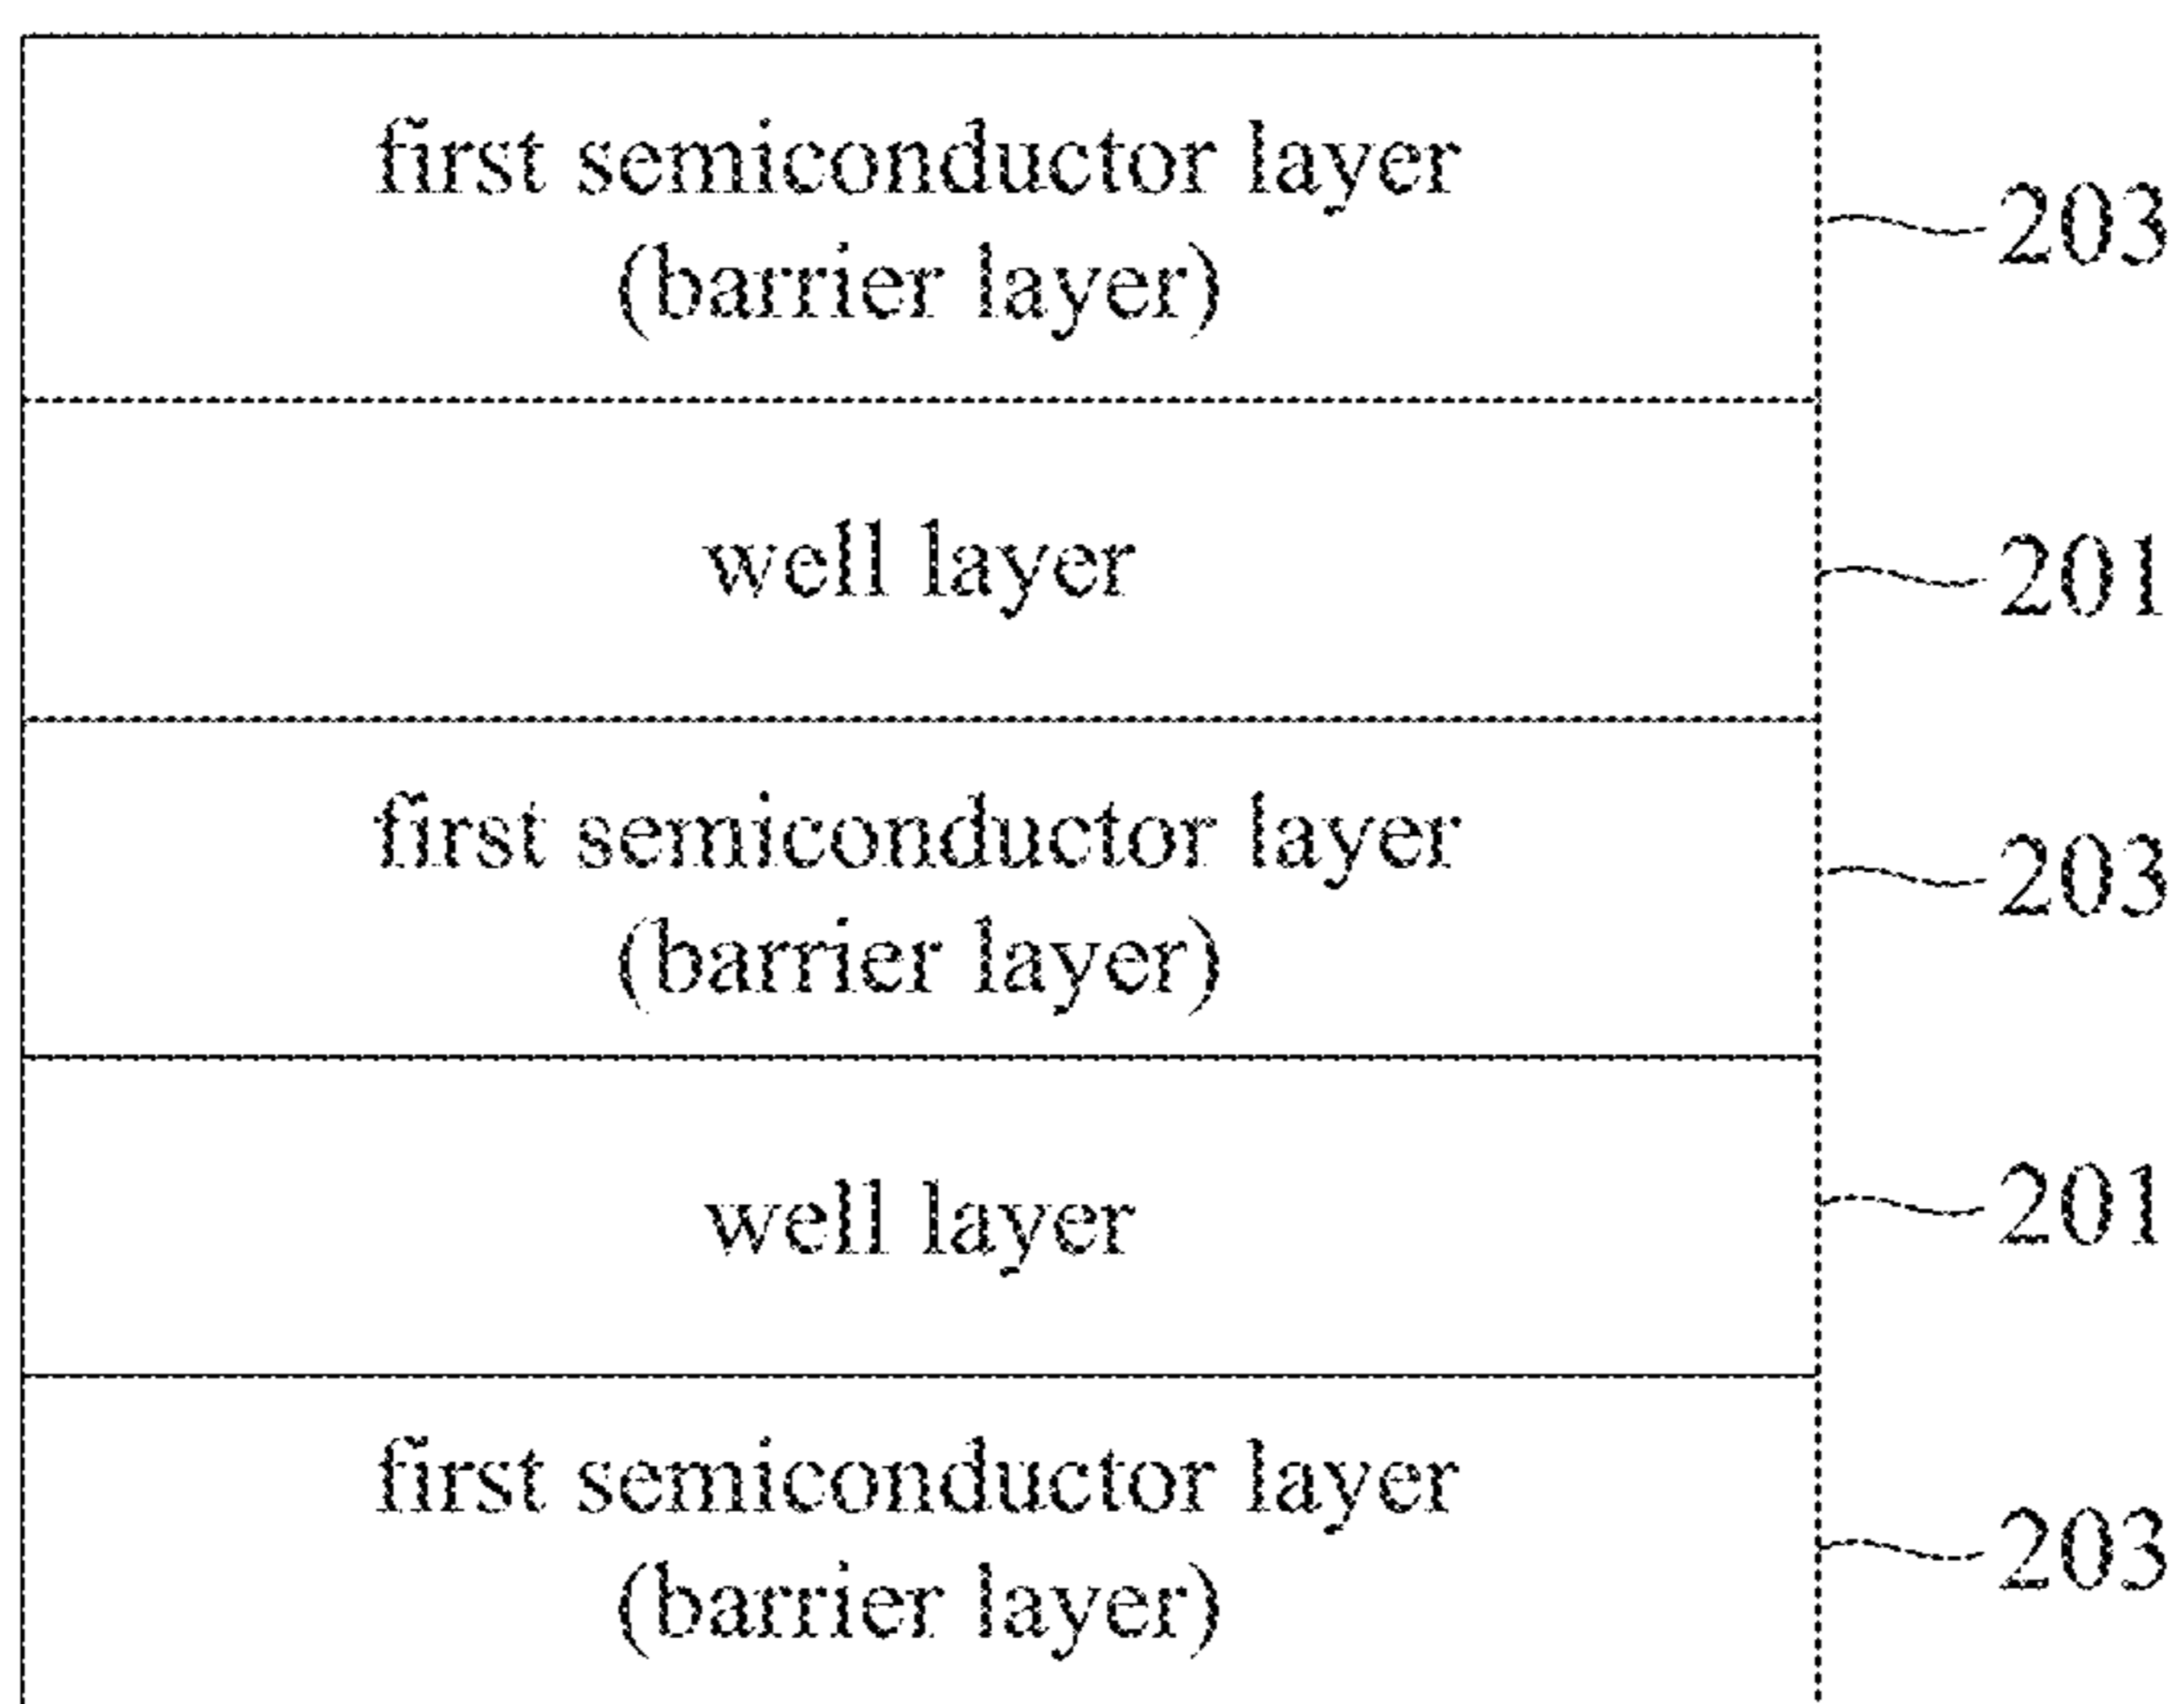 first semiconductor layer
(barrier layer)
203
well layer
201
first semiconductor layer
(barrier layer)
203
well layer
201
first semiconductor layer
(barrier layer)
203